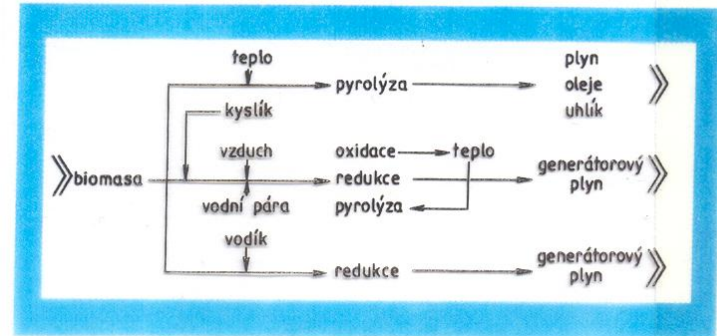 teplo
plyn
pyrolýza
oleje
kyslík
uhlík
vzduch
oxidace
teplo
biomasa
redukce
generátorový
plyn
vodní pára
pyrolýza
vodík
redukce
generátorový
plyn